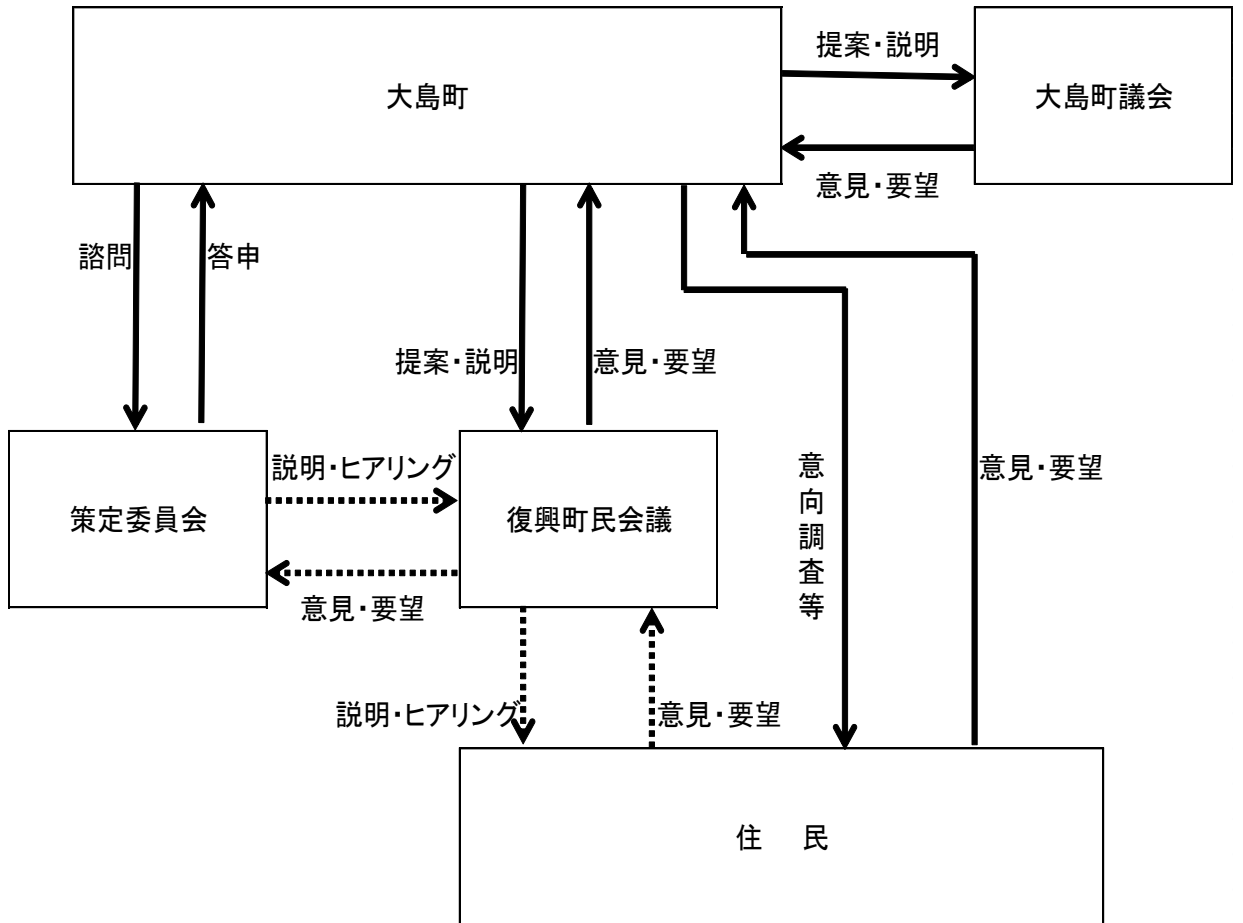 提案・説明
大島町
大島町議会
意見・要望
諮問
答申
提案・説明
意見・要望
意向調査等
意見・要望
説明・ヒアリング
策定委員会
復興町民会議
意見・要望
説明・ヒアリング
意見・要望
住 民